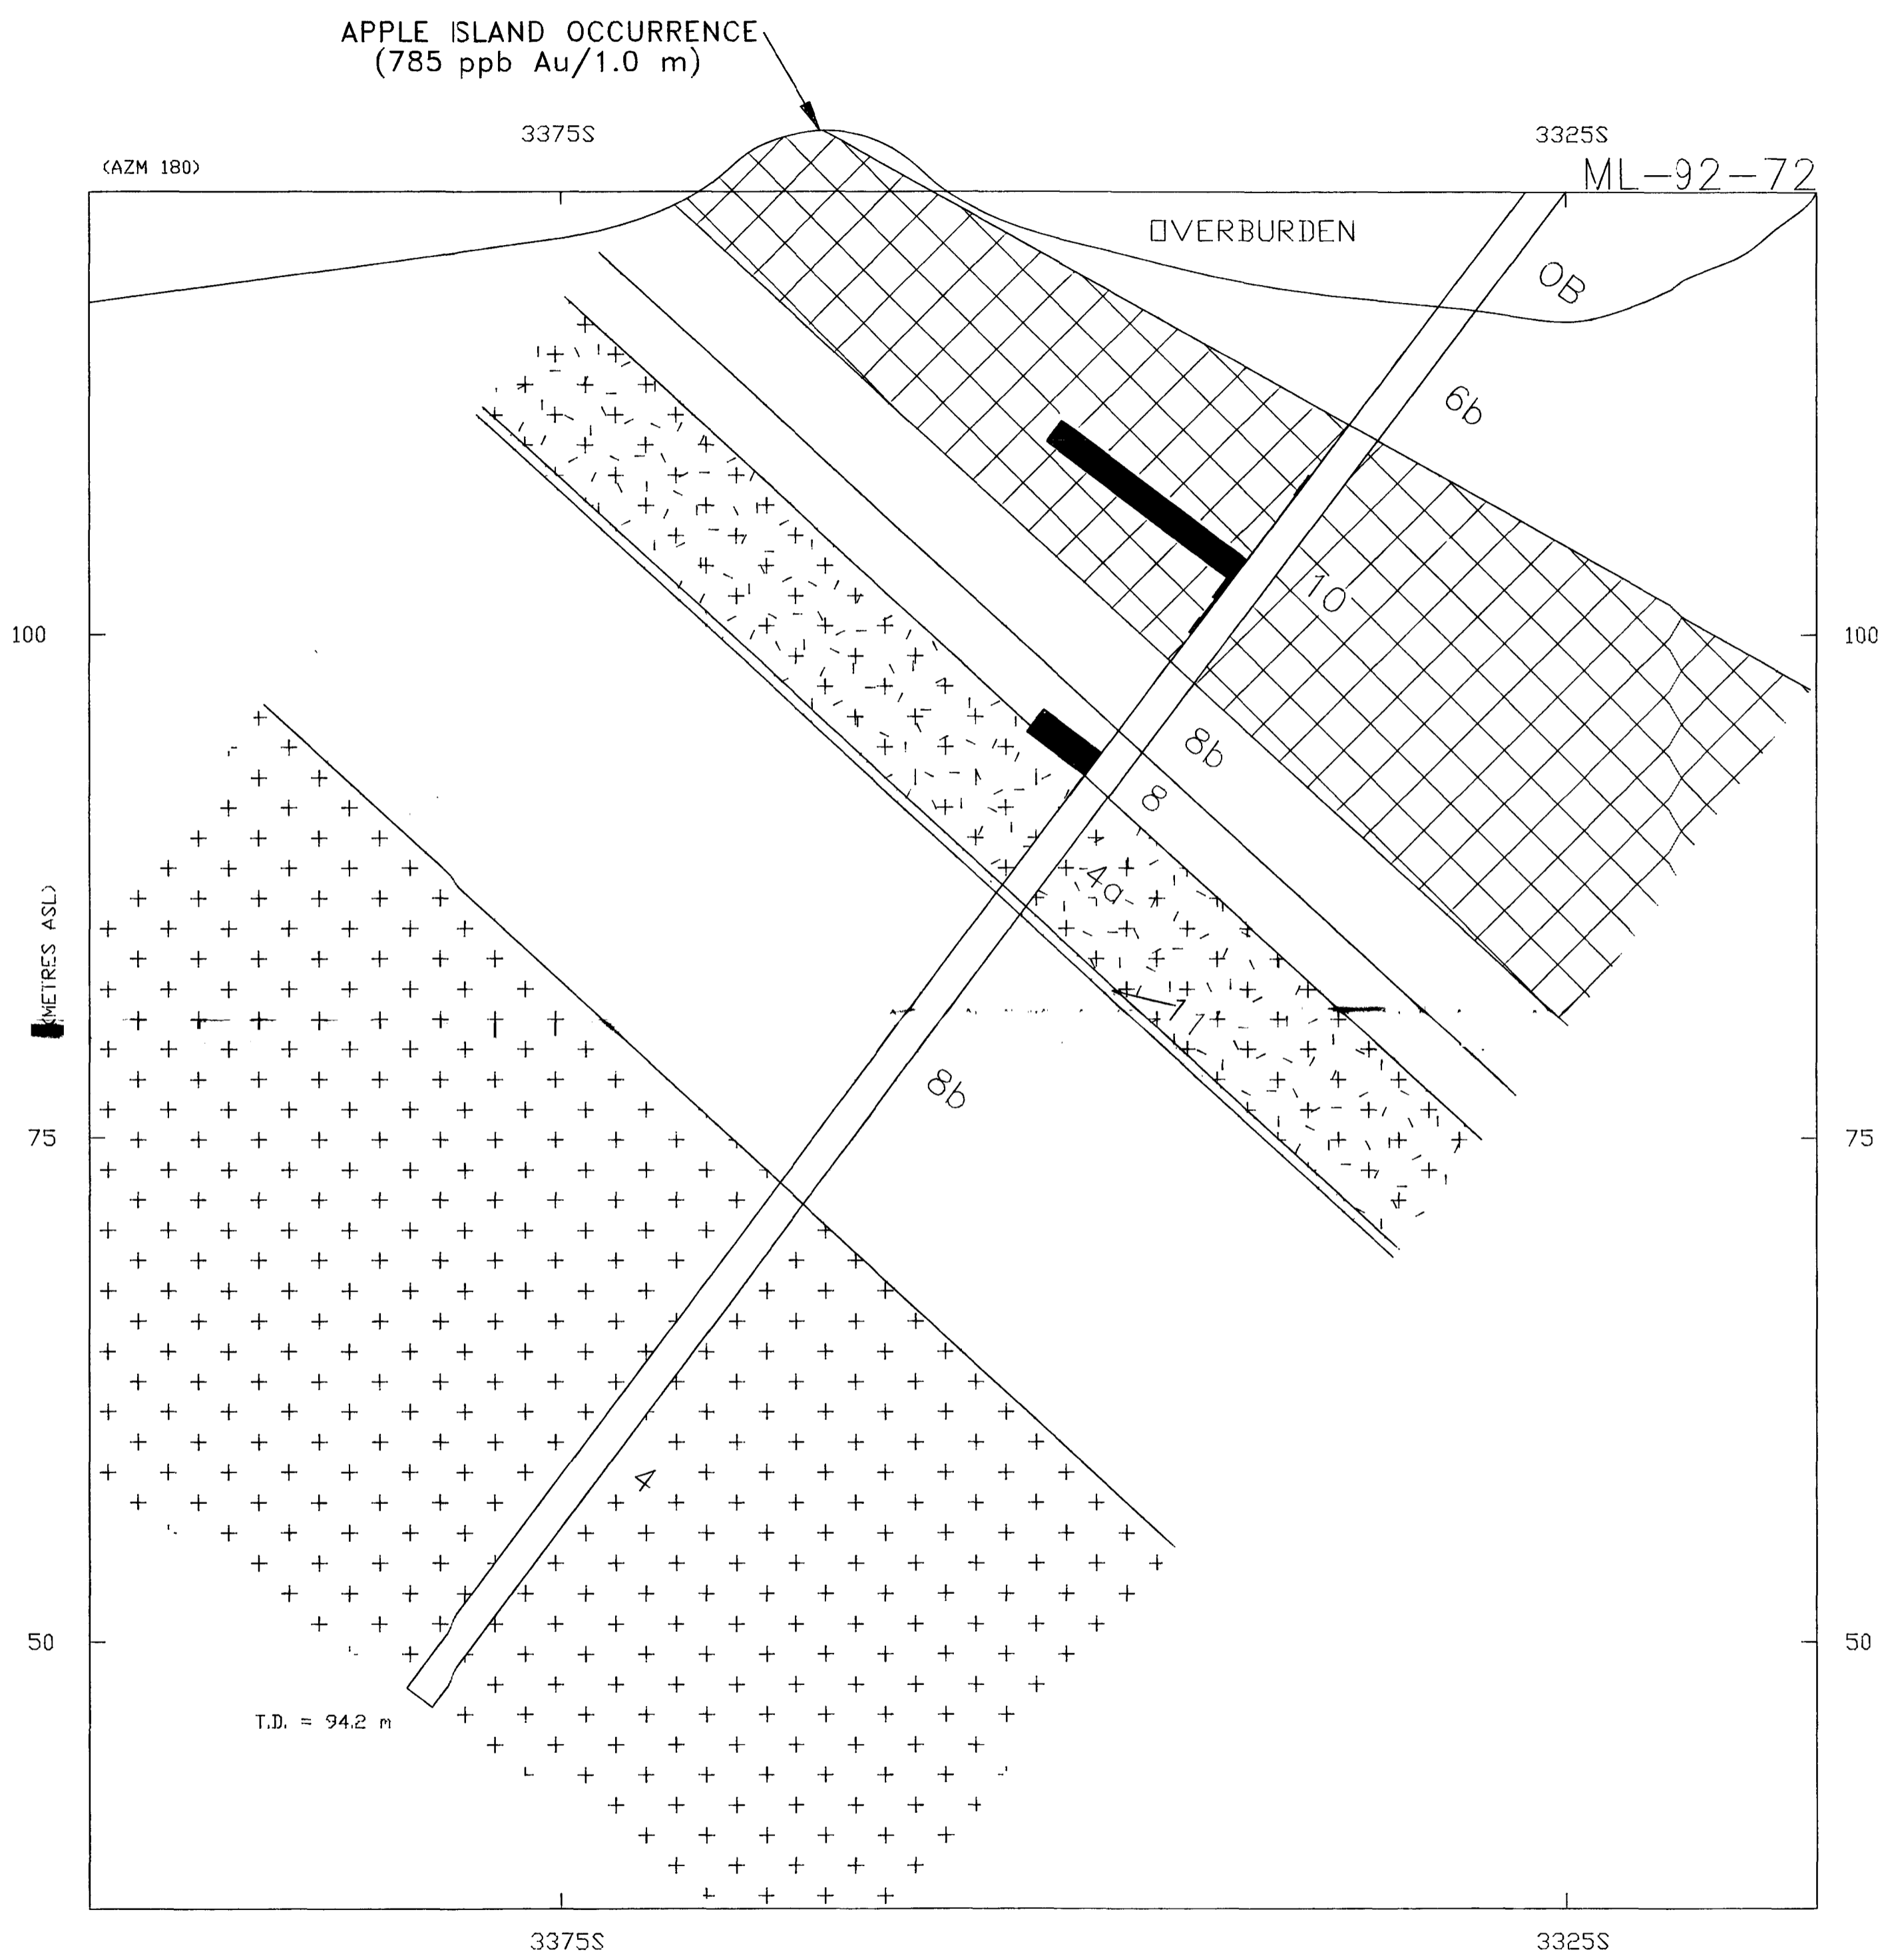 APPLE ISLAND OCCURRENCE
(785 ppb Au/1.0 m)
3375S
3325S
(AZM 180)
ML-92-72
OVERBURDEN
OB
6b
10
100
100
8b
8
4a
(METRES ASL)
17
8b
75
75
4
50
50
T.D. = 94.2 m
3375S
3325S